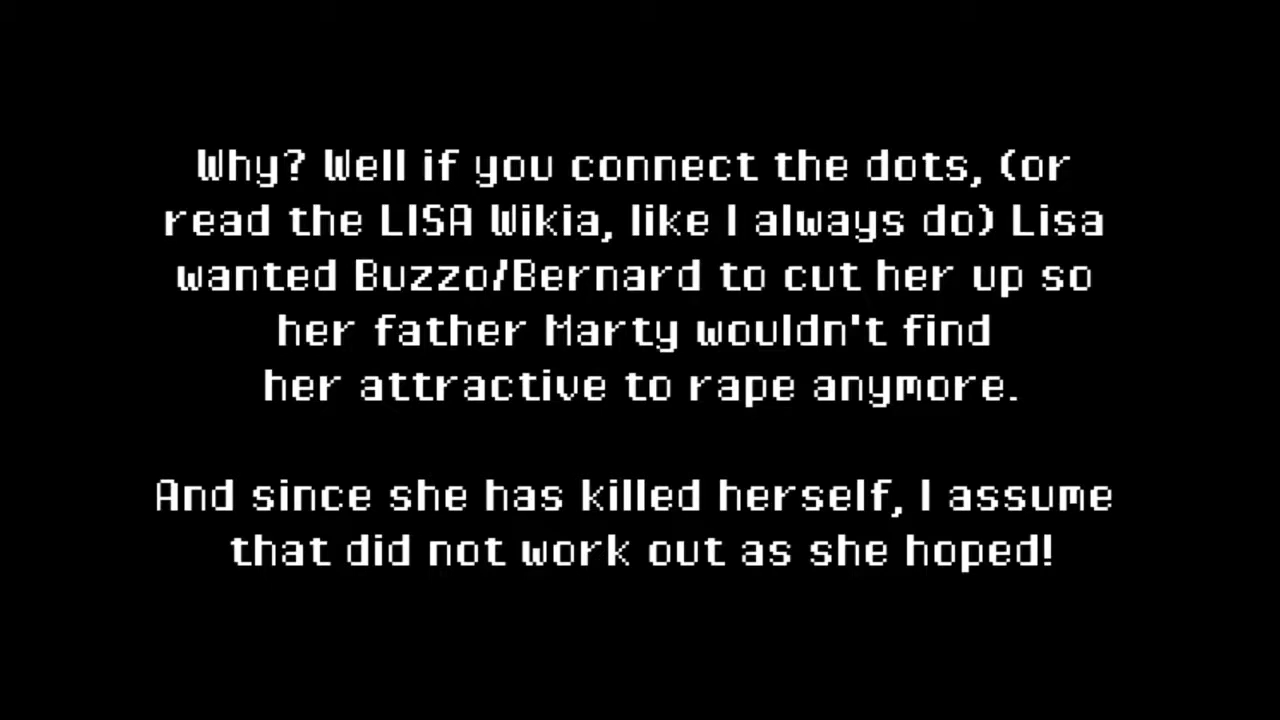 Why? Well if you connect the dots, (or
read the LISA Wikia, like I always do) Lisa
wanted Buzzo/Bernard to cut her up so
her father Marty wouldn't find
her attractive to rape anymore.
And since she has killed herself, I assume
that did not work out as she hoped!